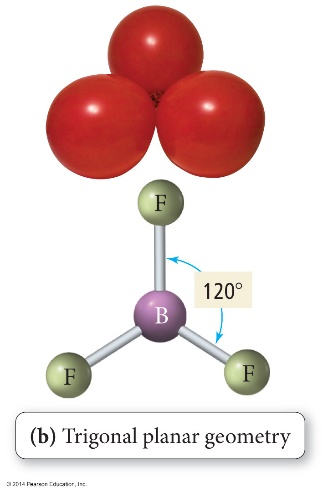 F
B
120°
F
F
(b) Trigonal planar geometry
© 2014 Pearson Education, Inc.